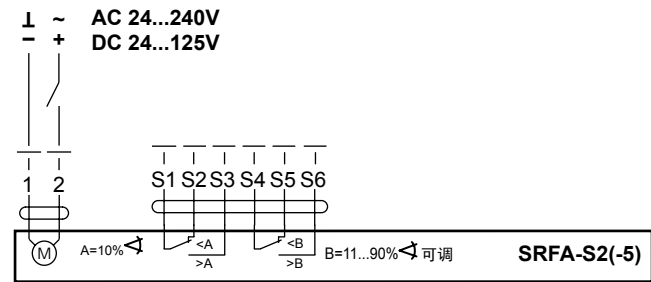 ⊥ ~ AC 24...240V
− + DC 24...125V
1 2 S1 S2 S3 S4 S5 S6
M A=10% <A >A <B >B B=11...90% 可调 SRFA-S2(-5)